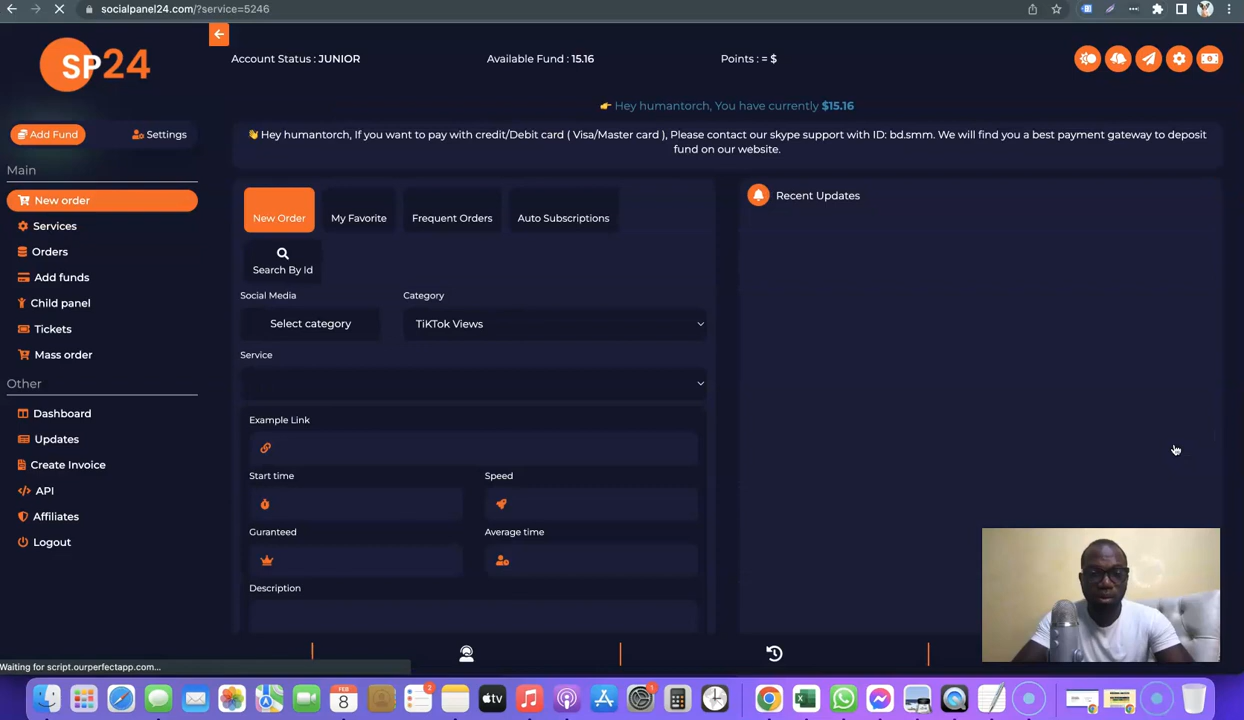 socialpanel24.com/?service=5246
SP24
Account Status : JUNIOR
Available Fund : 15.16
Points : = $
👉 Hey humantorch, You have currently $15.16
Add Fund
Settings
👋 Hey humantorch, If you want to pay with credit/Debit card ( Visa/Master card ), Please contact our skype support with ID: bd.smm. We will find you a best payment gateway to deposit
fund on our website.
Main
New order
Services
Orders
Add funds
Child panel
Tickets
Mass order
Other
Dashboard
Updates
Create Invoice
API
Affiliates
Logout
New Order
My Favorite
Frequent Orders
Auto Subscriptions
Search By Id
Social Media
Category
Select category
TiKTok Views
Service
Example Link
Start time
Speed
Guranteed
Average time
Description
Recent Updates
Waiting for script.ourperfectapp.com...
FEB
8
2
tv
1